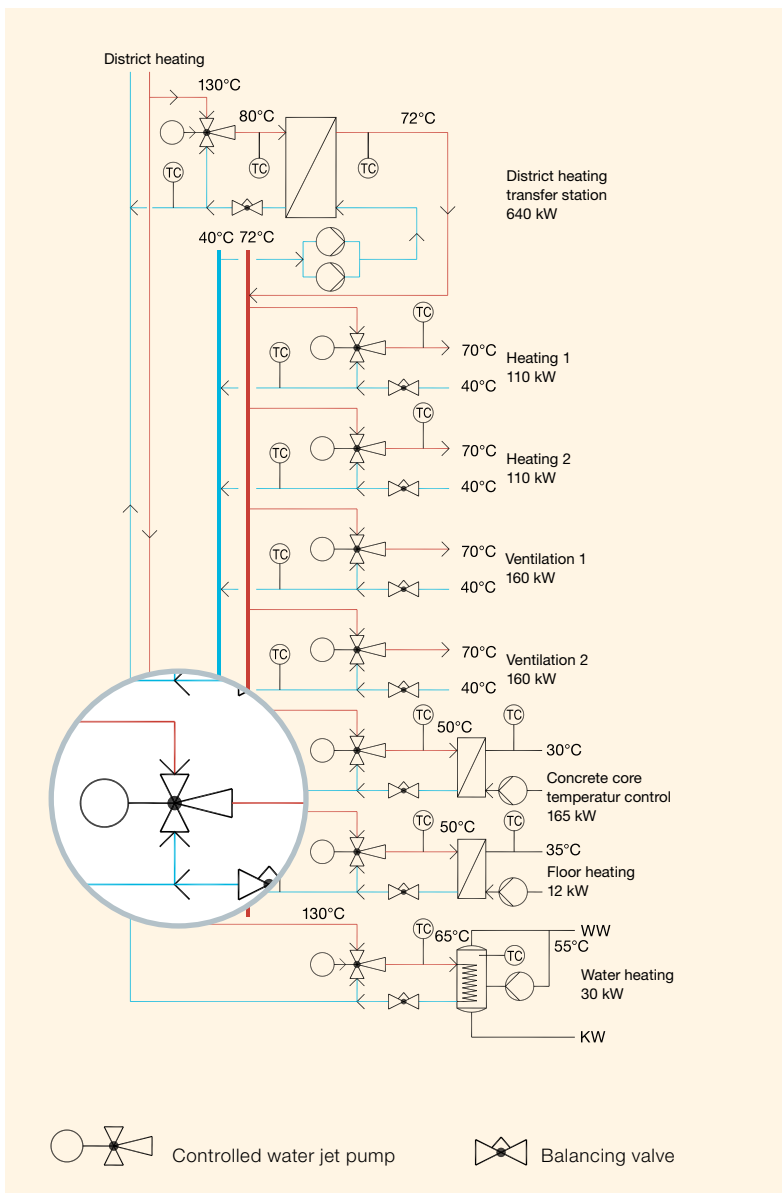 District heating
130°C
80°C
72°C
TC
TC
TC
District heating
transfer station
640 kW
40°C 72°C
TC
TC
70°C
Heating 1
110 kW
40°C
TC
TC
70°C
Heating 2
110 kW
40°C
TC
70°C
Ventilation 1
160 kW
40°C
TC
70°C
Ventilation 2
160 kW
40°C
TC
50°C
TC
30°C
Concrete core
temperatur control
165 kW
TC
50°C
TC
35°C
Floor heating
12 kW
130°C
TC
65°C
WW
55°C
TC
Water heating
30 kW
KW
Controlled water jet pump
Balancing valve